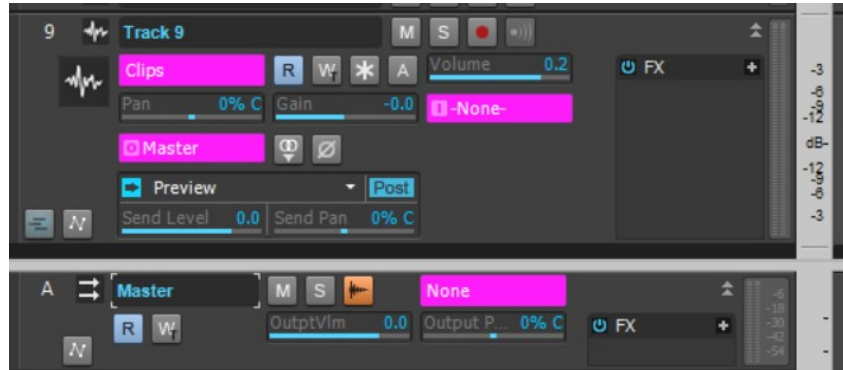 9 Track 9 M S
Clips R W * A Volume 0.2 FX +
Pan 0% C Gain -0.0 -None-
Master
Preview Post
Send Level 0.0 Send Pan 0% C
-3
-6
-9
-12
dB-
-12
-9
-6
-3
A Master M S None
R W OutptVlm 0.0 Output P... 0% C FX +
-6
-18
-30
-42
-54